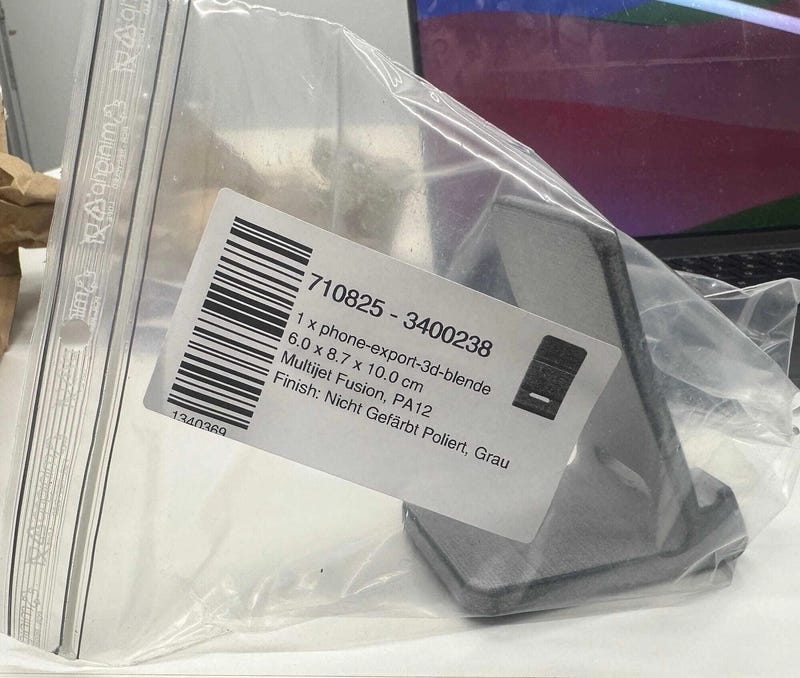 710825 - 3400238
1 x phone-export-3d-blende
6.0 x 8.7 x 10.0 cm
Multijet Fusion, PA12
Finish: Nicht Gefärbt Poliert, Grau
1340369
minigrip